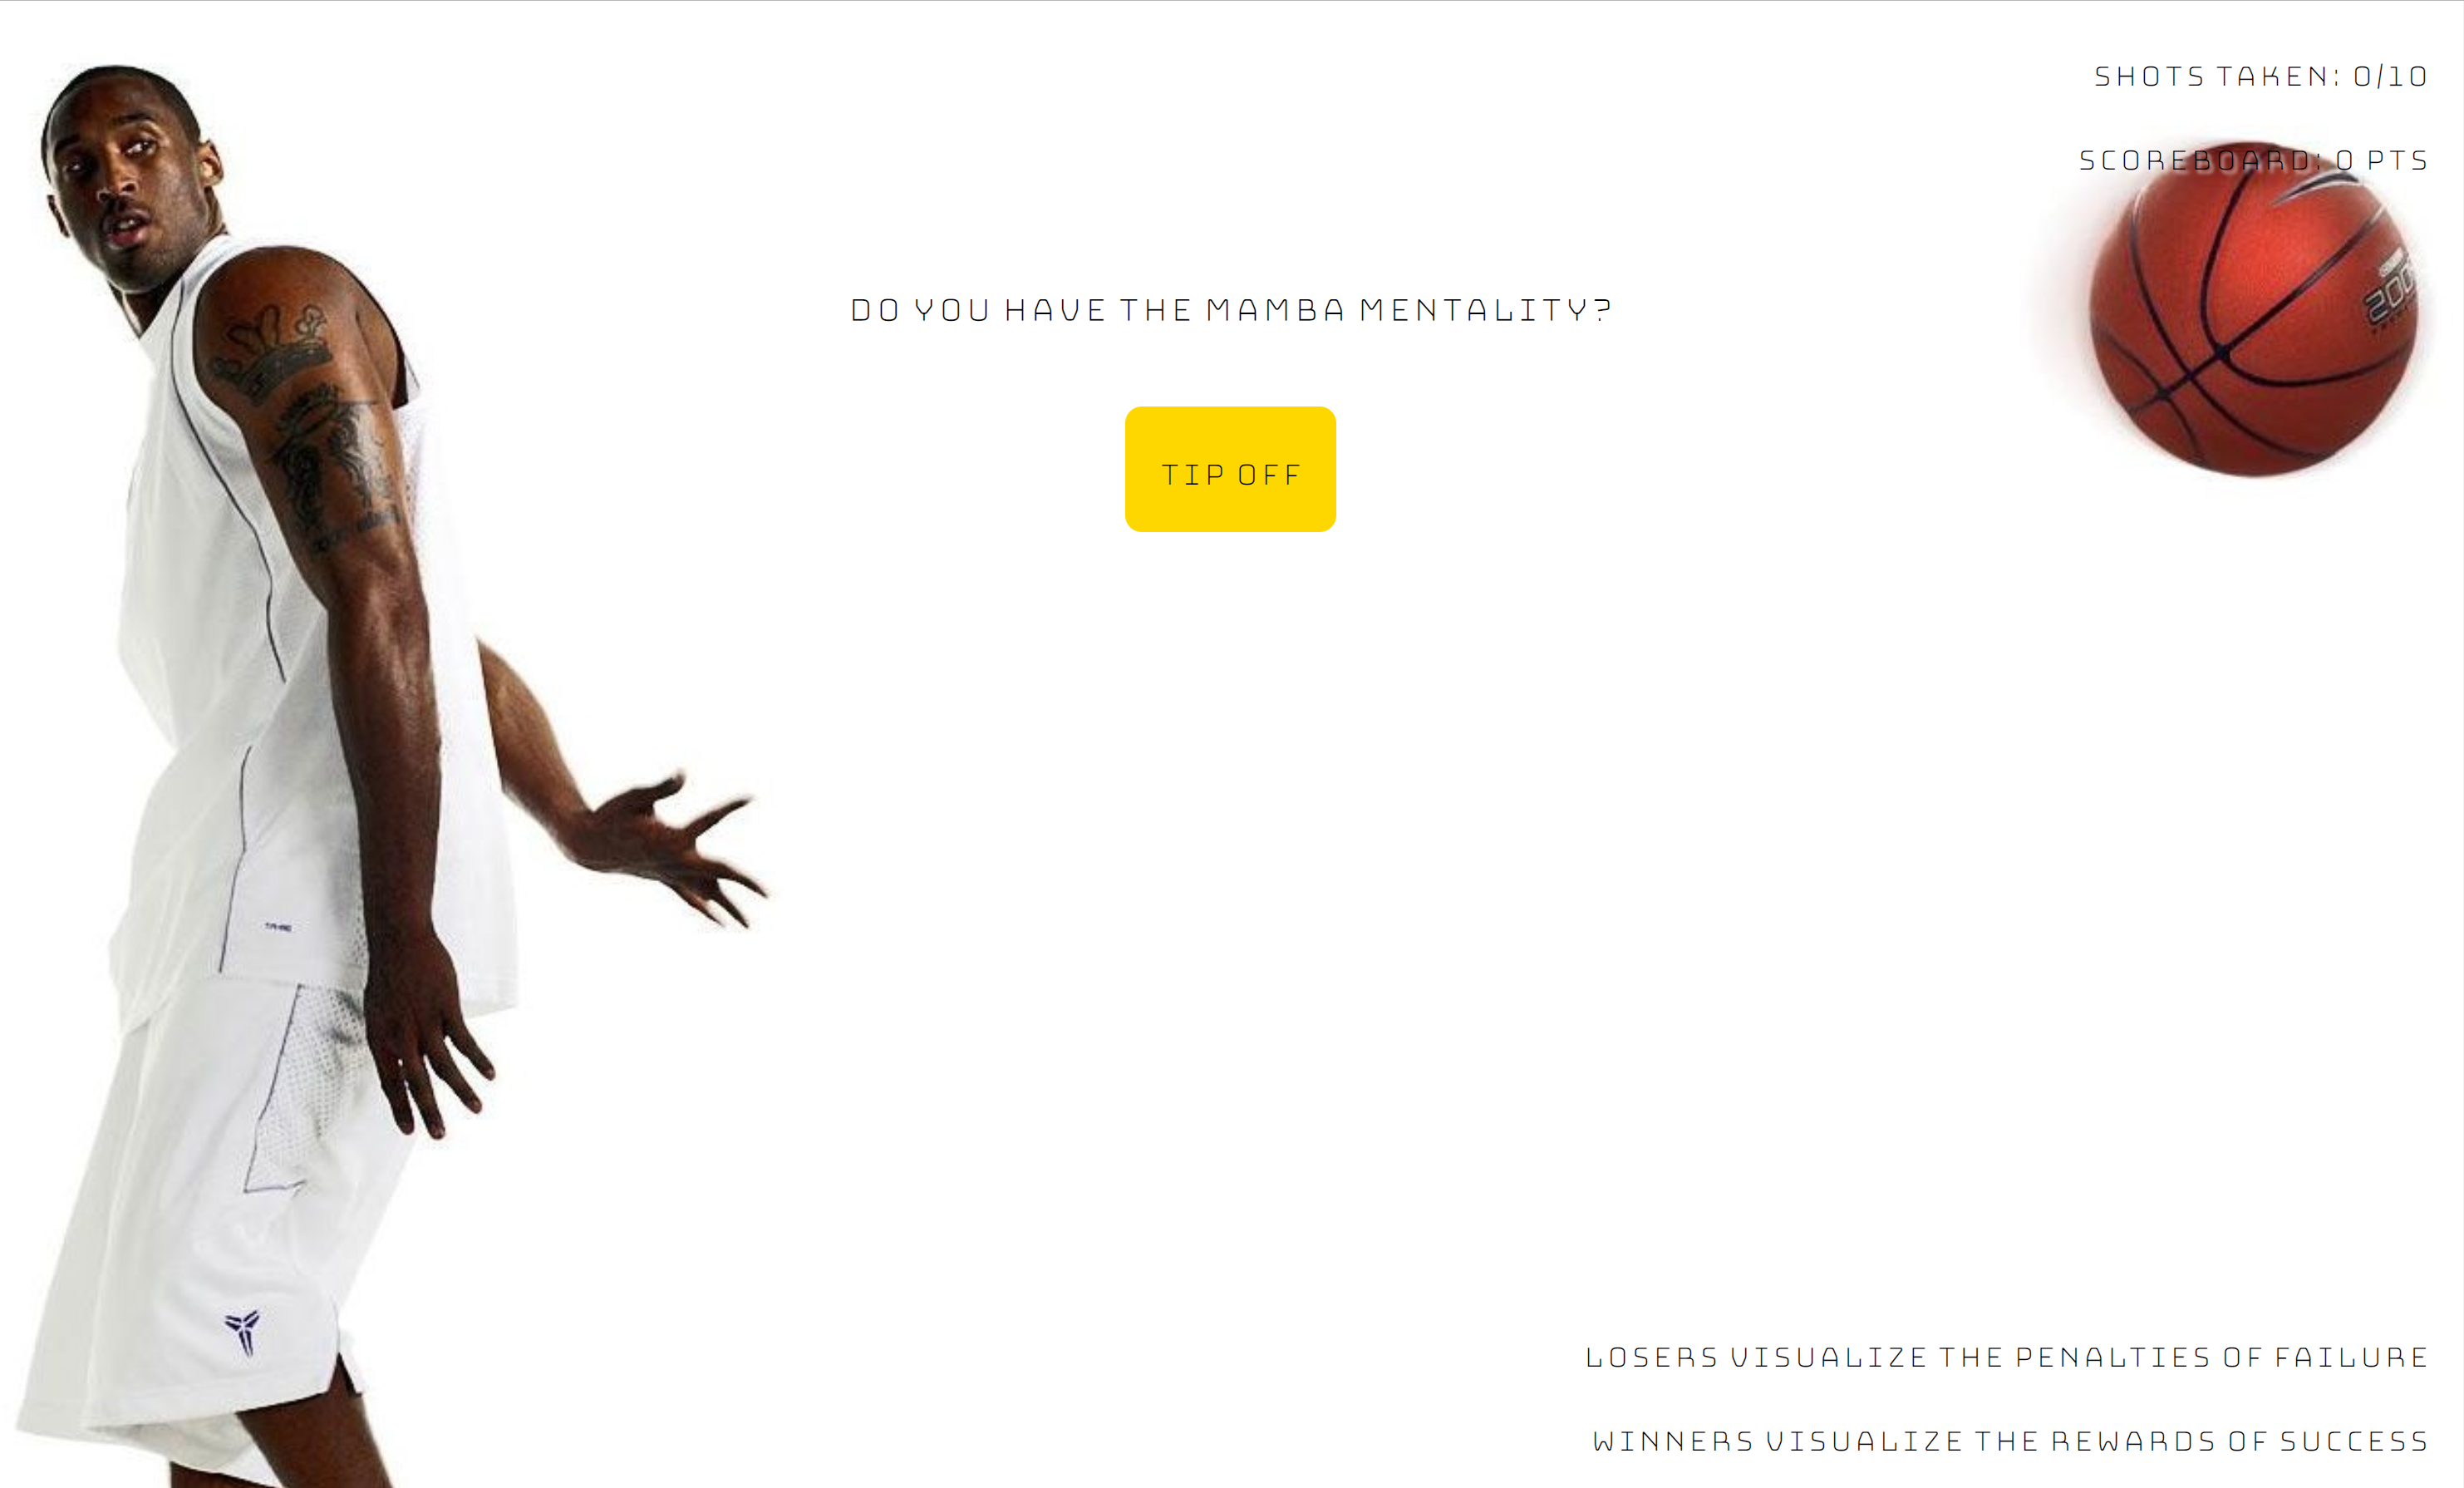 SHOTS TAKEN: 0/10
SCOREBOARD: 0 PTS
DO YOU HAVE THE MAMBA MENTALITY?
TIP OFF
LOSERS VISUALIZE THE PENALTIES OF FAILURE
WINNERS VISUALIZE THE REWARDS OF SUCCESS